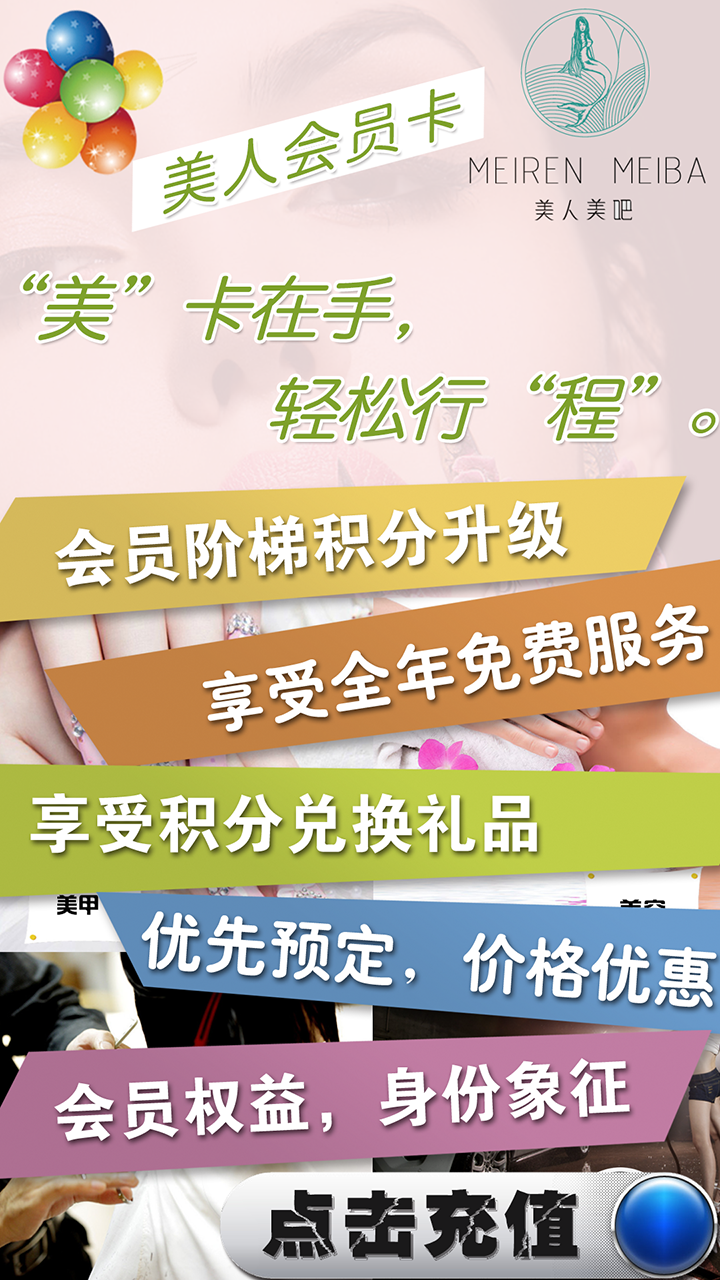 美人会员卡
MEIREN MEIBA
美人美吧
“美”卡在手，
轻松行“程”。
会员阶梯积分升级
享受全年免费服务
享受积分兑换礼品
美甲
美容
优先预定，价格优惠
会员权益，身份象征
点击充值